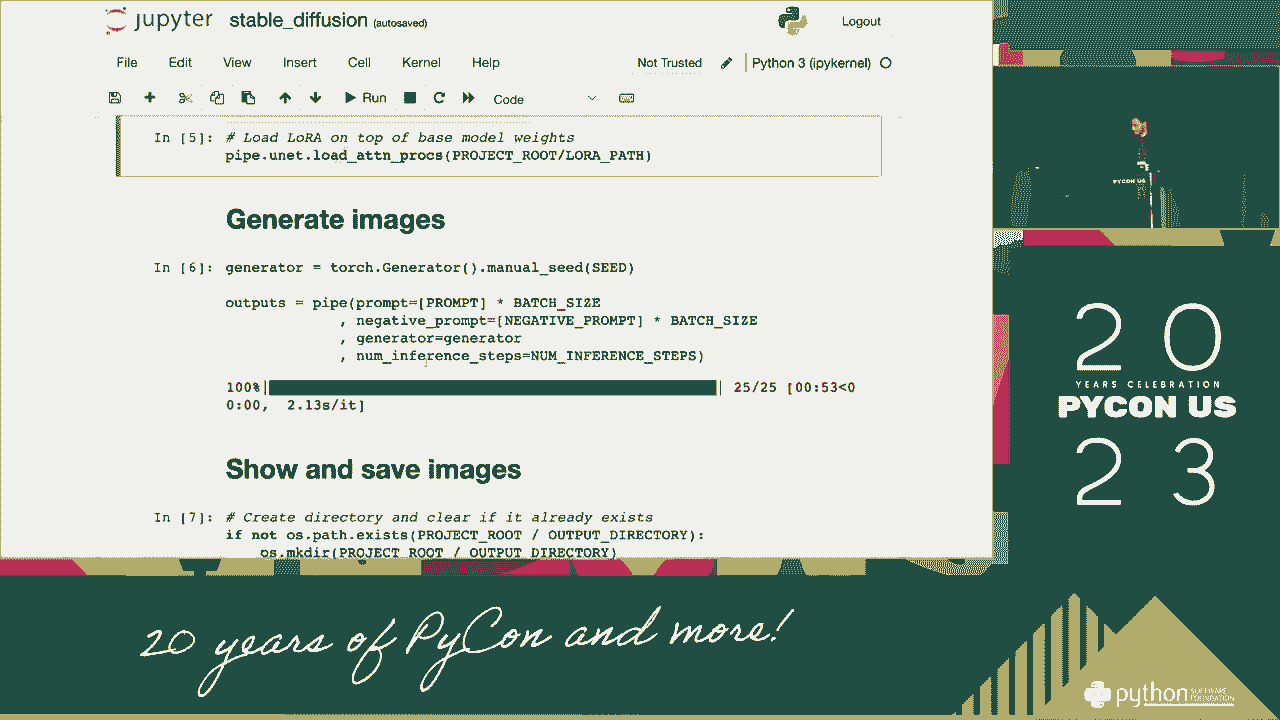 jupyter stable_diffusion (autosaved)
Logout
File Edit View Insert Cell Kernel Help
Not Trusted
Python 3 (ipykernel)
Run
Code
In [5]: # Load LoRA on top of base model weights
pipe.unet.load_attn_procs(PROJECT_ROOT/LORA_PATH)
Generate images
In [6]: generator = torch.Generator().manual_seed(SEED)
outputs = pipe(prompt=[PROMPT] * BATCH_SIZE
, negative_prompt=[NEGATIVE_PROMPT] * BATCH_SIZE
, generator=generator
, num_inference_steps=NUM_INFERENCE_STEPS)
100%| | 25/25 [00:53<0
0:00, 2.13s/it]
Show and save images
In [7]: # Create directory and clear if it already exists
if not os.path.exists(PROJECT_ROOT / OUTPUT_DIRECTORY):
os.mkdir(PROJECT_ROOT / OUTPUT_DIRECTORY)
PYCON US
20
YEARS CELEBRATION
PYCON US
23
20 years of PyCon and more!
python SOFTWARE
FOUNDATION